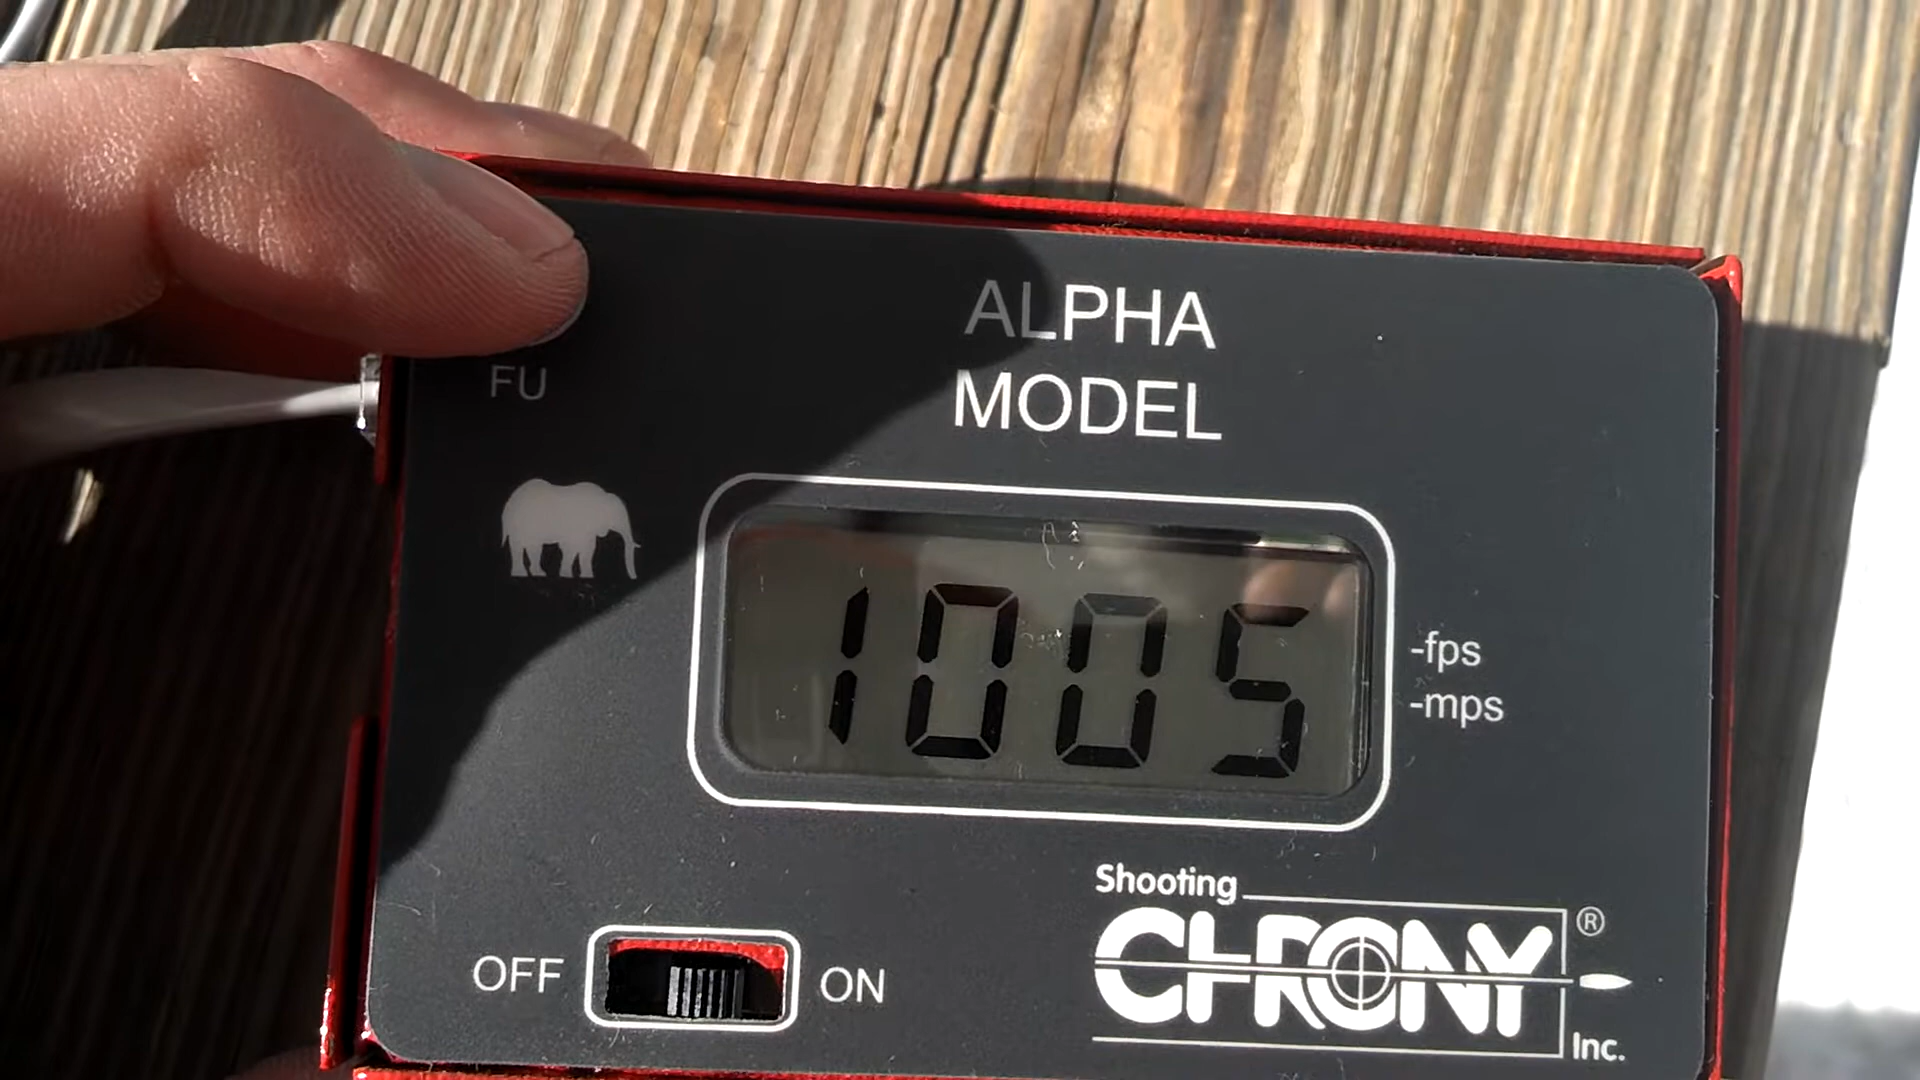 ALPHA
MODEL
FU
1005
-fps
-mps
Shooting
CHRONY ®
Inc.
OFF ON